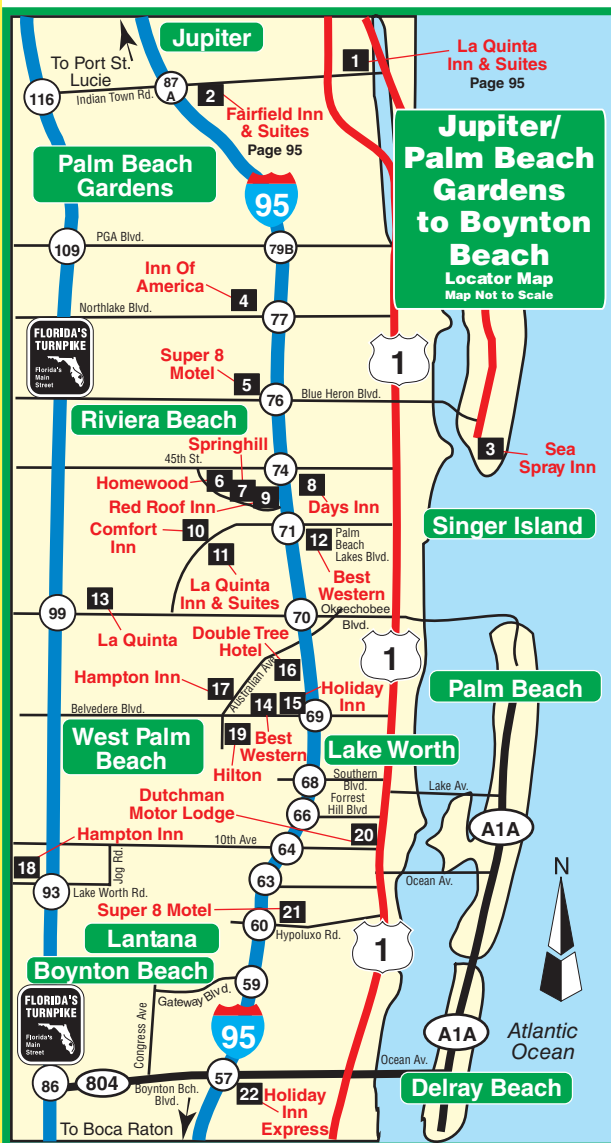 Jupiter
To Port St.
Lucie
116
Indian Town Rd.
87
A
2
Fairfield Inn
& Suites
Page 95
1
La Quinta
Inn & Suites
Page 95
Jupiter/
Palm Beach
Gardens
to Boynton
Beach
Locator Map
Map Not to Scale
Palm Beach
Gardens
95
109
PGA Blvd.
79B
Inn Of
America
4
Northlake Blvd.
77
FLORIDA'S
TURNPIKE
Florida's
Main
Street
1
Super 8
Motel
5
76
Blue Heron Blvd.
Riviera Beach
3
Sea
Spray Inn
Springhill
45th St.
74
Homewood
6
7
9
8
Days Inn
Red Roof Inn
Comfort
Inn
10
71
12
Palm
Beach
Lakes Blvd.
Singer Island
11
La Quinta
Inn & Suites
Best
Western
99
13
La Quinta
70
Okeechobee
Blvd.
Double Tree
Hotel
16
1
Hampton Inn
17
Australian Ave
Holiday
Inn
15
14
Palm Beach
Belvedere Blvd.
69
West Palm
Beach
19
Hilton
Best
Western
Lake Worth
68
Southern
Blvd.
Lake Av.
Dutchman
Motor Lodge
66
Forrest
Hill Blvd
A1A
Hampton Inn
10th Ave
64
20
18
Jog Rd.
93
Lake Worth Rd.
63
Ocean Av.
N
Super 8 Motel
21
60
Hypoluxo Rd.
Lantana
1
Boynton Beach
59
Gateway Blvd.
FLORIDA'S
TURNPIKE
Florida's
Main
Street
Congress Ave
95
A1A
Atlantic
Ocean
Ocean Av.
86
804
57
Boynton Bch.
Blvd.
22
Holiday
Inn
Express
Delray Beach
To Boca Raton